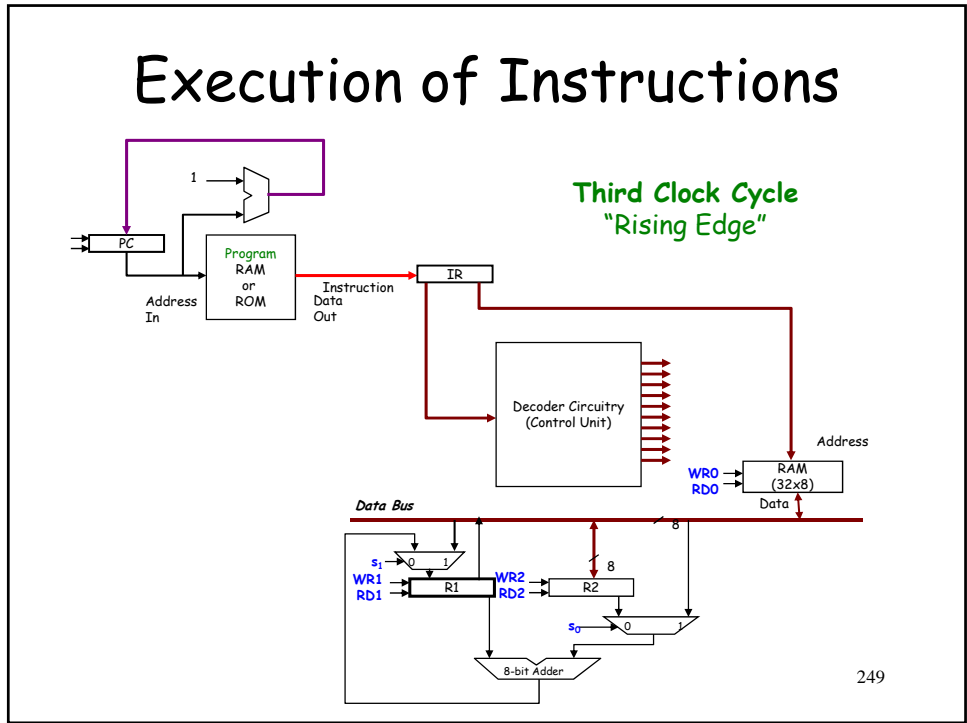 Execution of Instructions
1
Third Clock Cycle
“Rising Edge”
PC
Program
RAM
or
ROM
IR
Instruction
Address
In
Data
Out
Decoder Circuitry
(Control Unit)
Address
WR0
RD0
RAM
(32x8)
Data
Data Bus
8
s1
0 1
8
WR1
RD1
R1
WR2
RD2
R2
s0
0 1
8-bit Adder
249